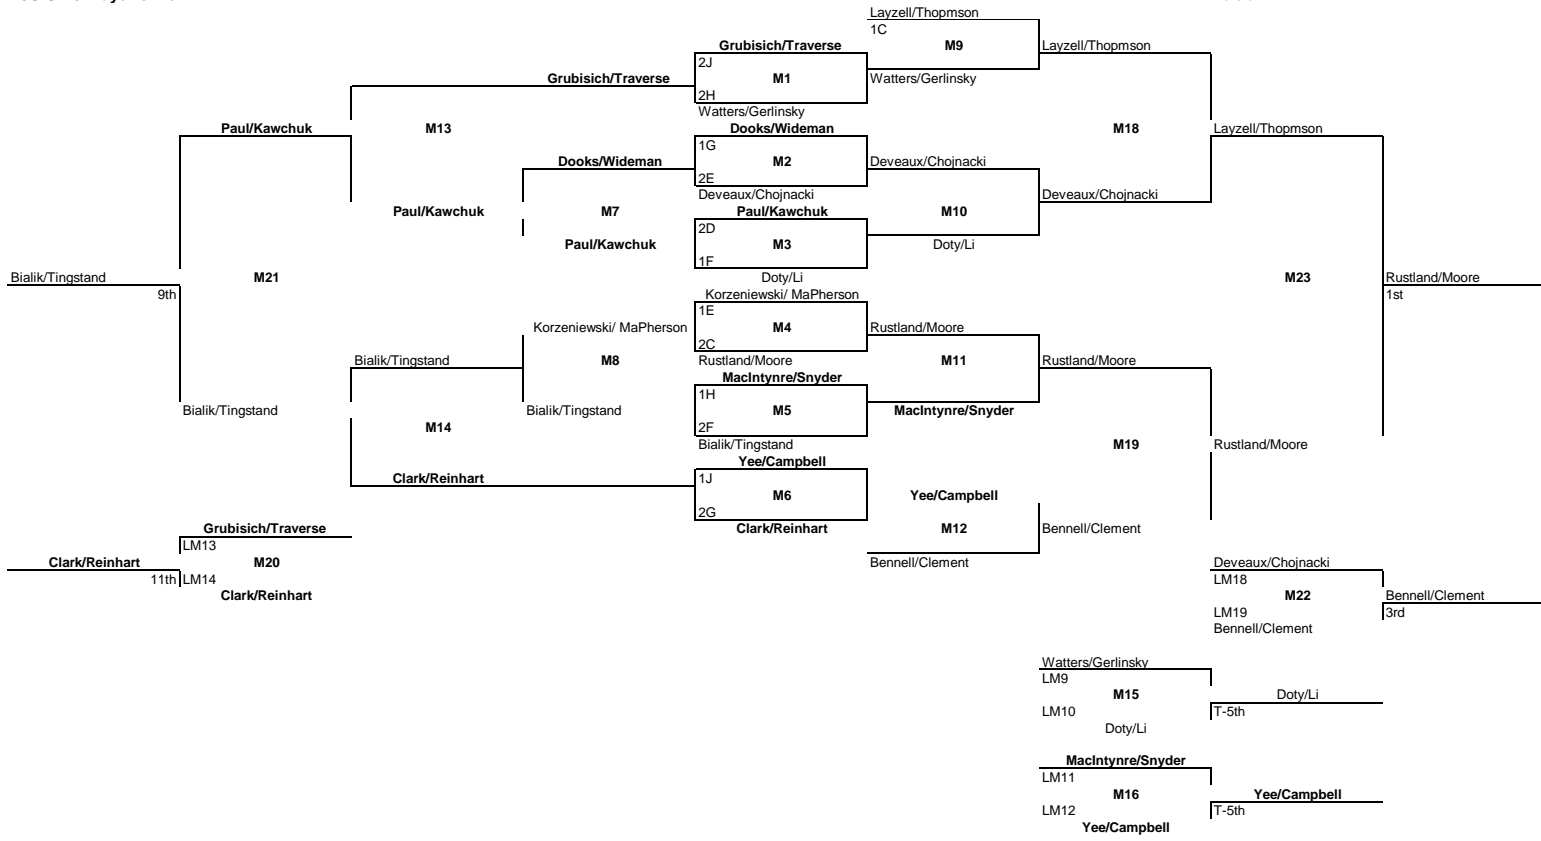 Layzell/Thopmson
1C
Grubisich/Traverse
M9
Layzell/Thopmson
2J
Grubisich/Traverse
M1
Watters/Gerlinsky
2H
Watters/Gerlinsky
Paul/Kawchuk
M13
Dooks/Wideman
M18
Layzell/Thopmson
1G
Dooks/Wideman
M2
Deveaux/Chojnacki
2E
Deveaux/Chojnacki
Deveaux/Chojnacki
Paul/Kawchuk
M7
Paul/Kawchuk
M10
2D
Paul/Kawchuk
M3
Doty/Li
1F
Bialik/Tingstand
M21
Doty/Li
M23
Rustland/Moore
9th
Korzeniewski/ MaPherson
1st
1E
Korzeniewski/ MaPherson
M4
Rustland/Moore
2C
Bialik/Tingstand
M8
Rustland/Moore
M11
Rustland/Moore
MacIntynre/Snyder
1H
Bialik/Tingstand
Bialik/Tingstand
M5
MacIntynre/Snyder
M14
2F
Bialik/Tingstand
M19
Rustland/Moore
Yee/Campbell
Clark/Reinhart
1J
M6
Yee/Campbell
2G
Grubisich/Traverse
Clark/Reinhart
M12
Bennell/Clement
LM13
Clark/Reinhart
M20
Bennell/Clement
Deveaux/Chojnacki
11th
LM14
LM18
Clark/Reinhart
M22
Bennell/Clement
LM19
3rd
Bennell/Clement
Watters/Gerlinsky
LM9
M15
Doty/Li
LM10
T-5th
Doty/Li
MacIntynre/Snyder
LM11
M16
Yee/Campbell
LM12
T-5th
Yee/Campbell